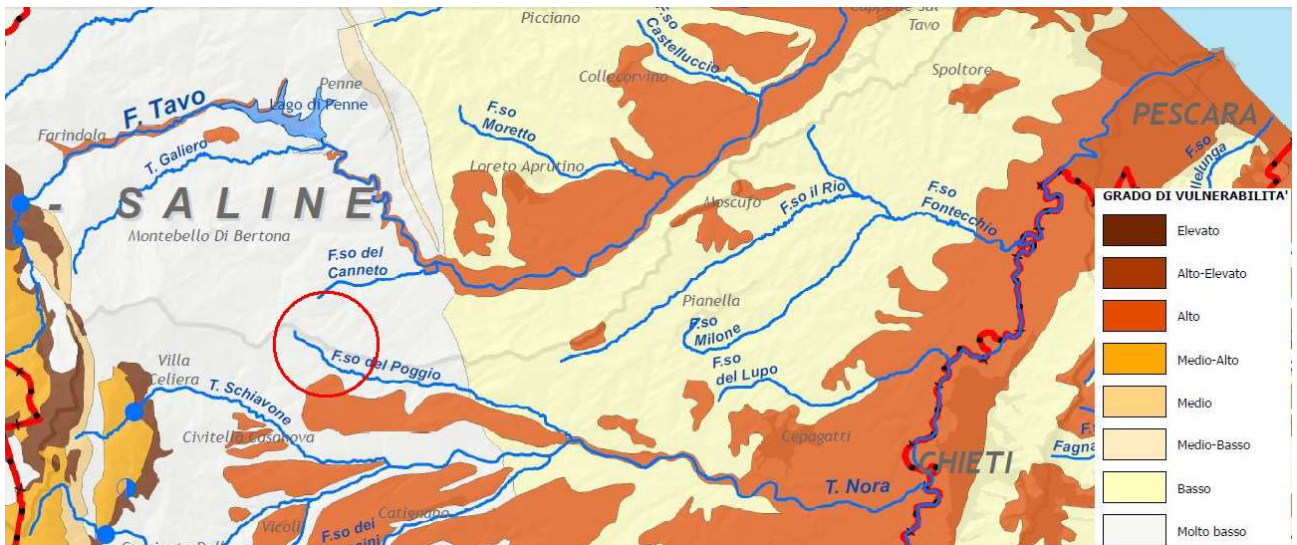 Picciano
Cappelle sul
Tavo
F.so
Castelluccio
Collecorvino
Spoltore
Penne
Lago di Penne
F. Tavo
Farindola
T. Galiero
F.so
Moretto
Loreto Aprutino
PESCARA
F.so
- SALINE
Montebello Di Bertona
Moscufo
F.so il Rio
F.so
Fontecchio
GRADO DI VULNERABILITA'
Elevato
Alto-Elevato
Alto
Medio-Alto
Medio
Medio-Basso
Basso
Molto basso
F.so del
Canneto
Pianella
F.so
Milone
F.so
del Lupo
Villa
Celiera
F.so del Poggio
T. Schiavone
Civitella Casanova
Cepagatti
CHIETI
Fagna
T. Nora
Vicoli
Catignano
F.so dei